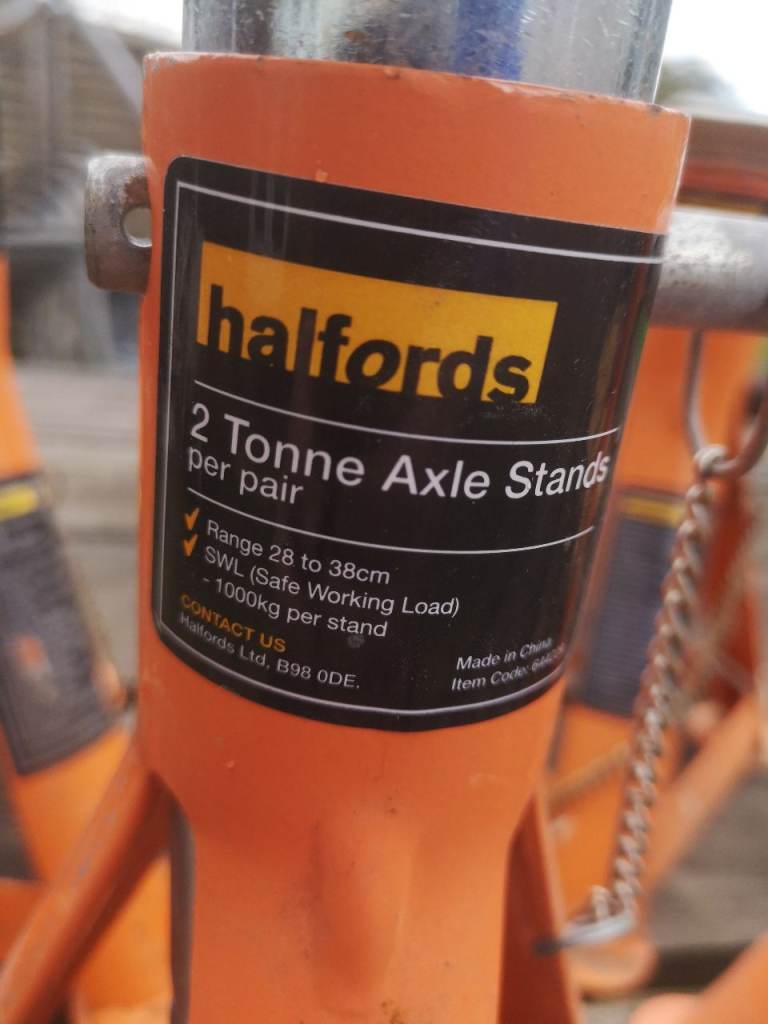 halfords
2 Tonne Axle Stands
per pair
Range 28 to 38cm
SWL (Safe Working Load)
- 1000kg per stand
CONTACT US
Halfords Ltd, B98 0DE.
Made in China
Item Code: